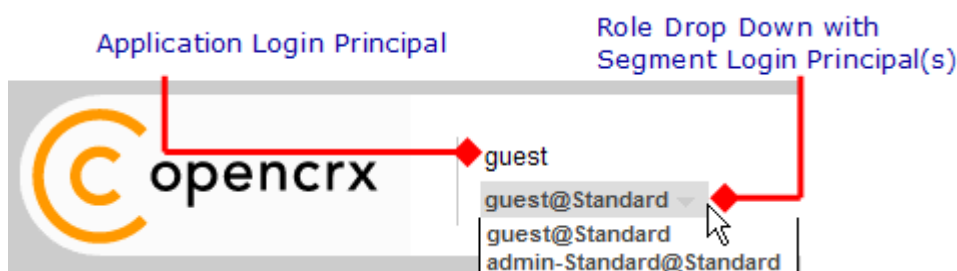 Application Login Principal
Role Drop Down with
Segment Login Principal(s)
opencrx
guest
guest@Standard
guest@Standard
admin-Standard@Standard